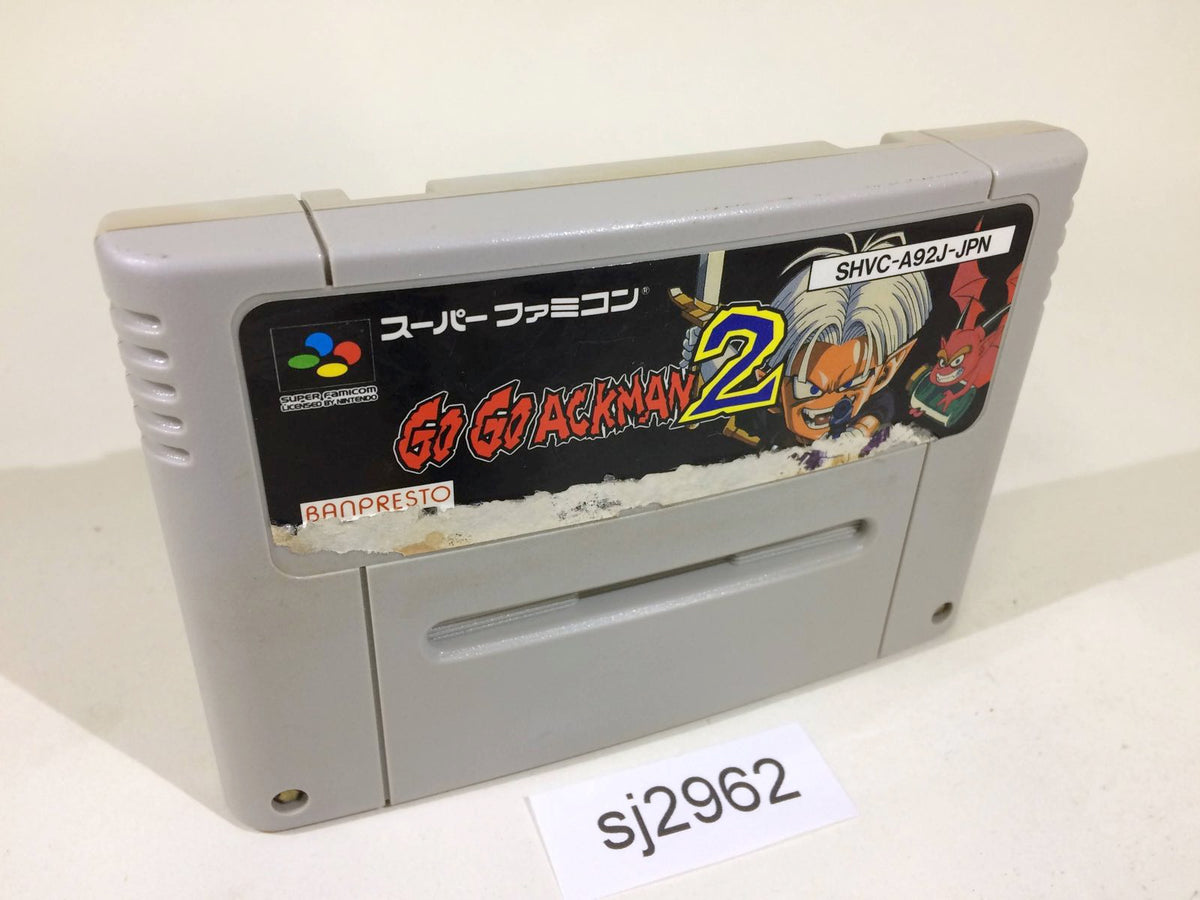 スーパーファミコン®
SHVC-A92J-JPN
SUPER FAMICOM
LICENSED BY NINTENDO
GO GO ACKMAN 2
BANPRESTO
sj2962